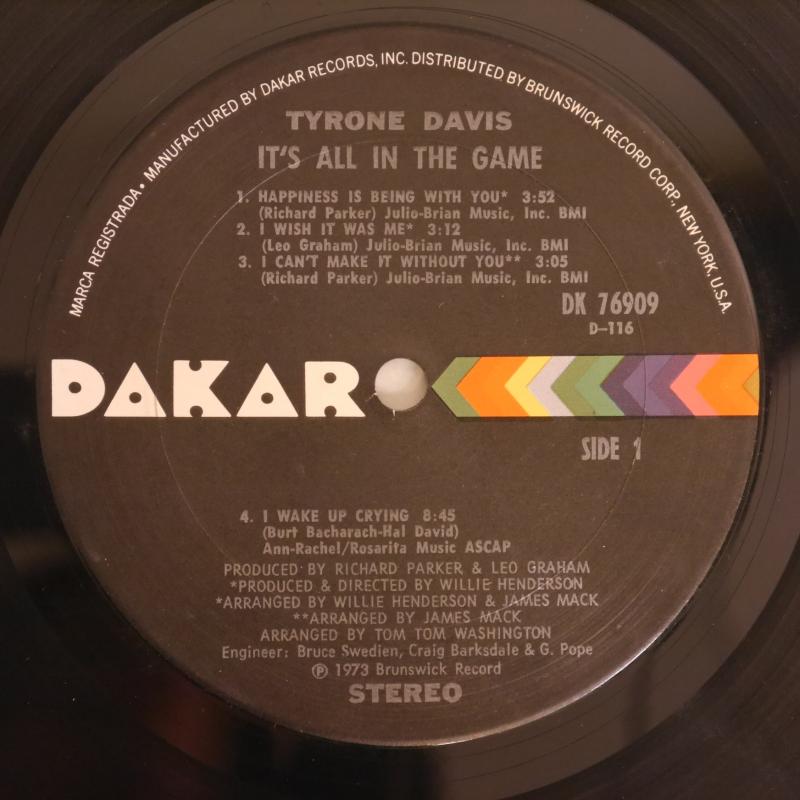 MARCA REGISTRADA • MANUFACTURED BY DAKAR RECORDS, INC. DISTRIBUTED BY BRUNSWICK RECORD CORP., NEW YORK, U.S.A.
TYRONE DAVIS
IT'S ALL IN THE GAME
1. HAPPINESS IS BEING WITH YOU* 3:52
(Richard Parker) Julio-Brian Music, Inc. BMI
2. I WISH IT WAS ME* 3:12
(Leo Graham) Julio-Brian Music, Inc. BMI
3. I CAN'T MAKE IT WITHOUT YOU** 3:05
(Richard Parker) Julio-Brian Music, Inc. BMI
DK 76909
D-116
DAKAR
SIDE 1
4. I WAKE UP CRYING 8:45
(Burt Bacharach-Hal David)
Ann-Rachel/Rosarita Music ASCAP
PRODUCED BY RICHARD PARKER & LEO GRAHAM
*PRODUCED & DIRECTED BY WILLIE HENDERSON
*ARRANGED BY WILLIE HENDERSON & JAMES MACK
**ARRANGED BY JAMES MACK
ARRANGED BY TOM TOM WASHINGTON
Engineer: Bruce Swedien, Craig Barksdale & G. Pope
℗ 1973 Brunswick Record
STEREO